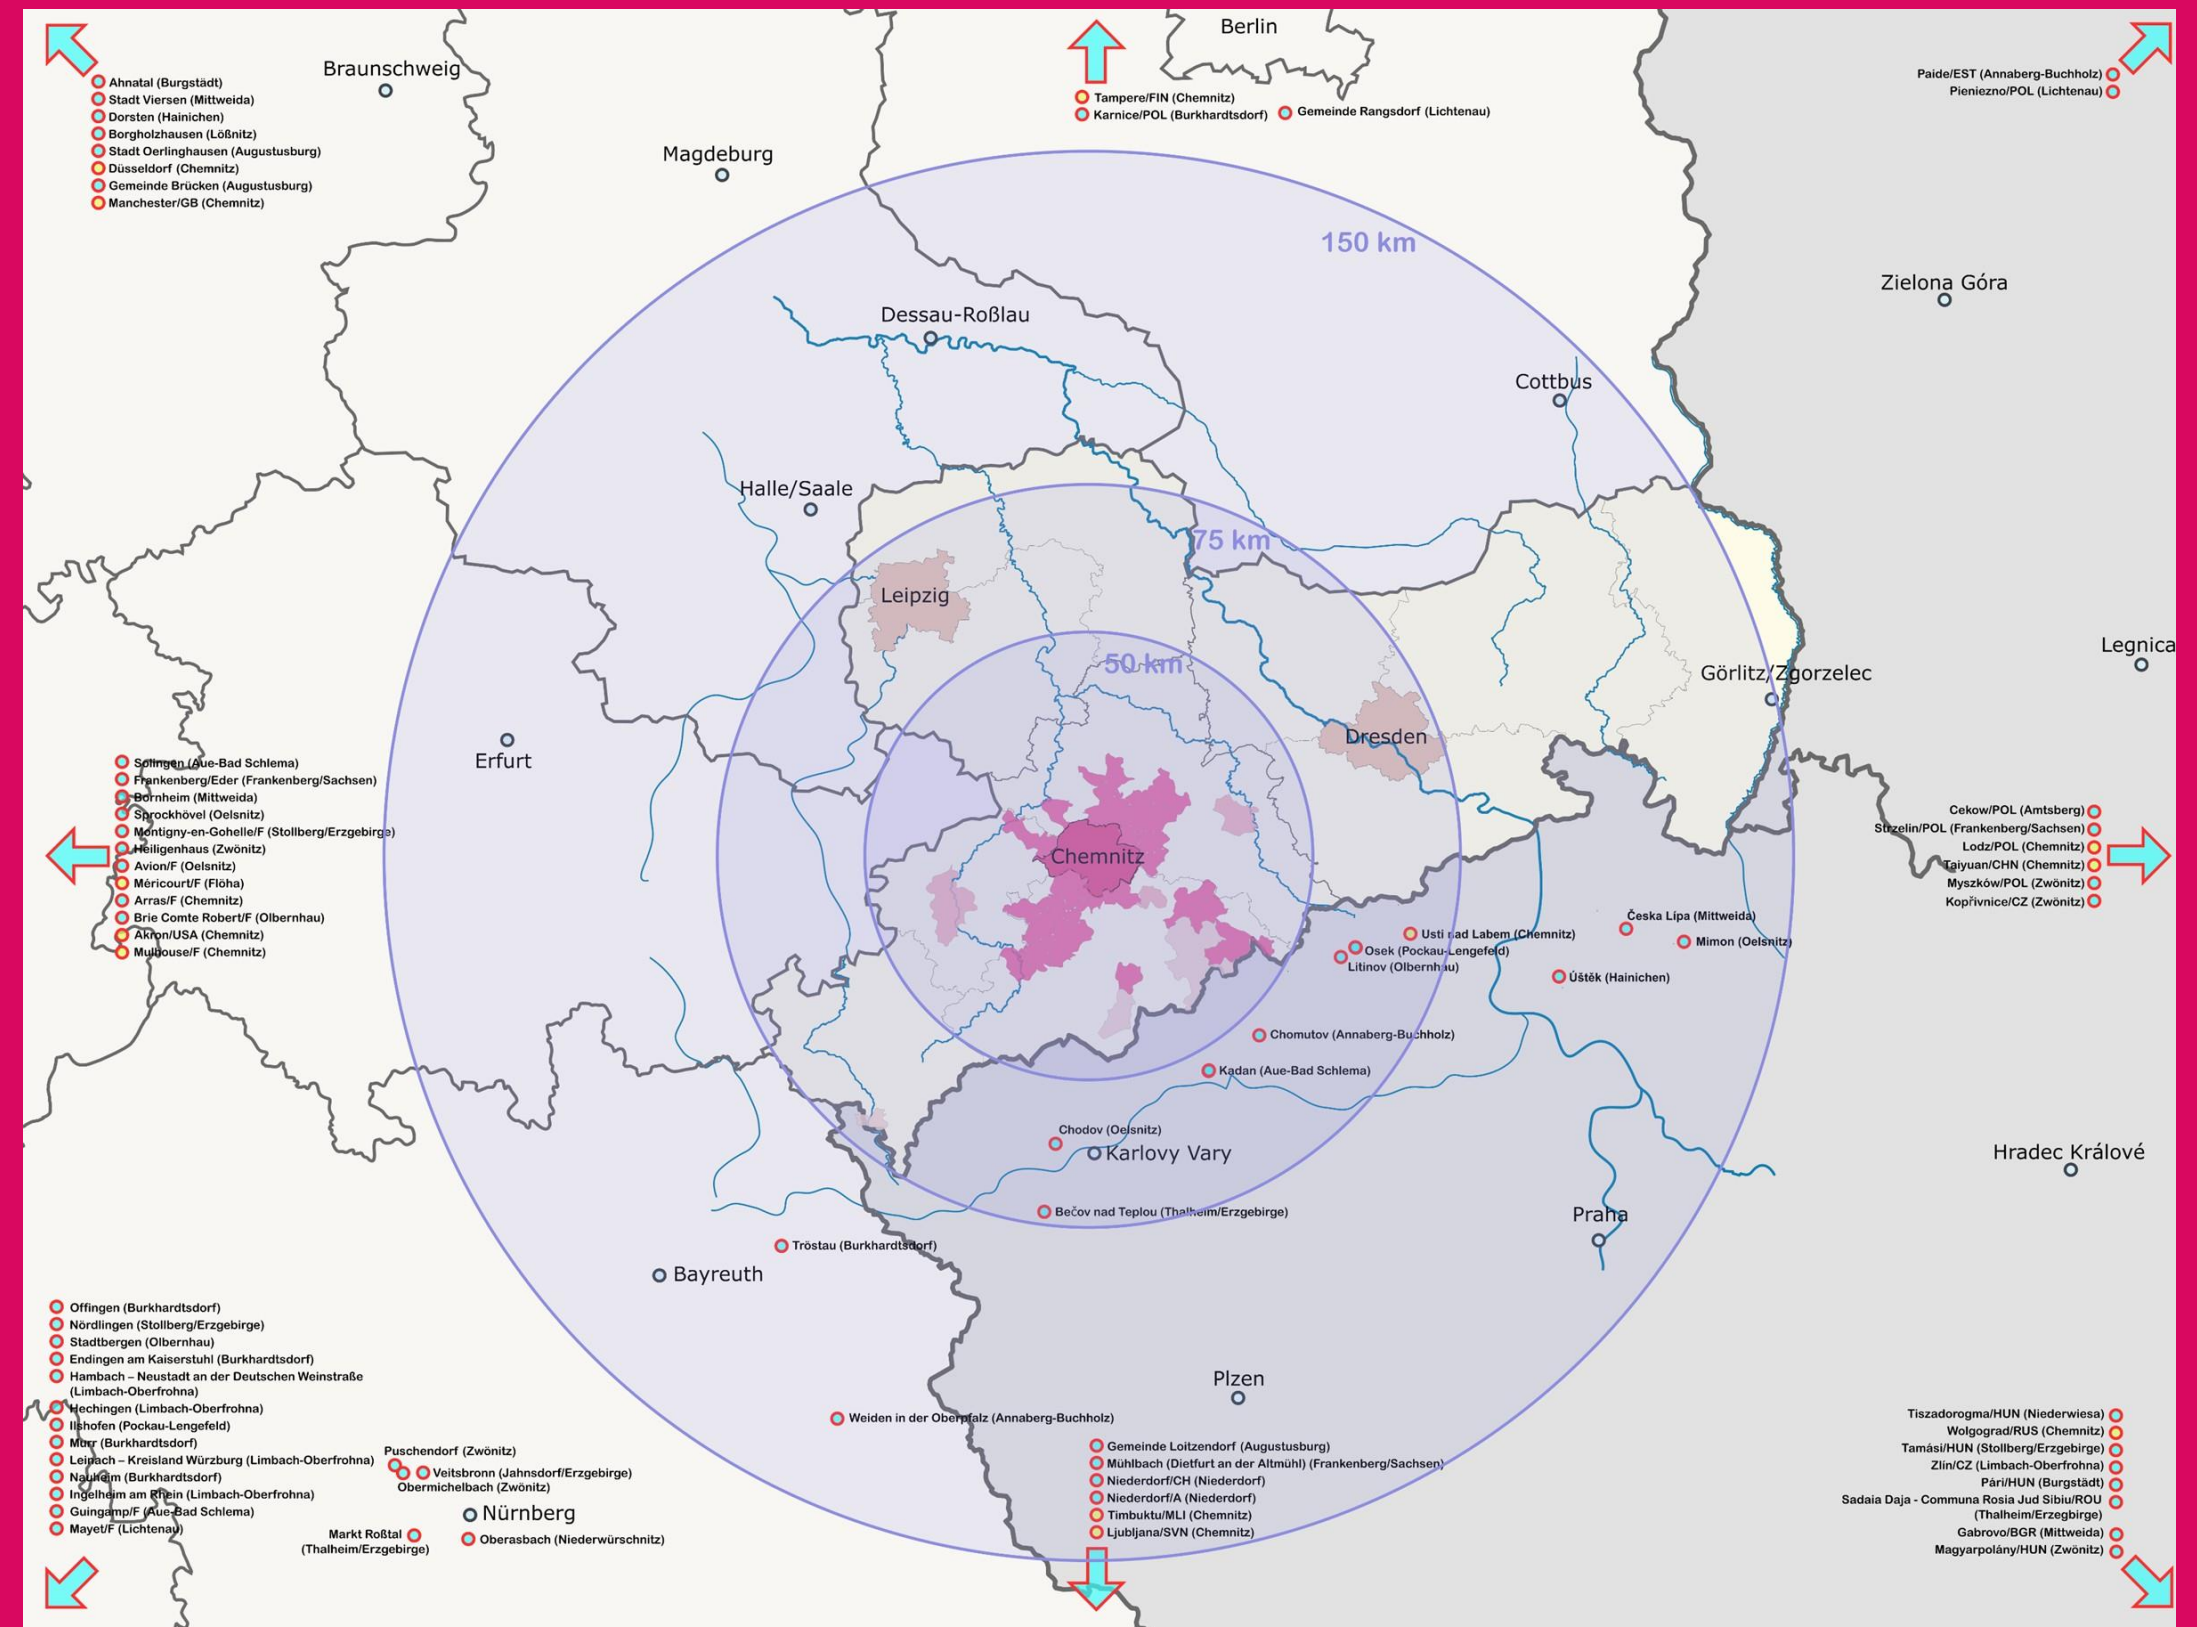 Berlin
Braunschweig
Ahnatal (Burgstädt)
Stadt Viersen (Mittweida)
Dorsten (Hainichen)
Borgholzhausen (Lößnitz)
Stadt Oerlinghausen (Augustusburg)
Düsseldorf (Chemnitz)
Gemeinde Brücken (Augustusburg)
Manchester/GB (Chemnitz)
Tampere/FIN (Chemnitz)
Karnice/POL (Burkhardtsdorf)
Gemeinde Rangsdorf (Lichtenau)
Paide/EST (Annaberg-Buchholz)
Pieniezno/POL (Lichtenau)
Magdeburg
150 km
Zielona Góra
Dessau-Roßlau
Cottbus
Halle/Saale
75 km
Leipzig
50 km
Legnica
Görlitz/Zgorzelec
Dresden
Erfurt
Chemnitz
Solingen (Aue-Bad Schlema)
Frankenberg/Eder (Frankenberg/Sachsen)
Bornheim (Mittweida)
Sprockhövel (Oelsnitz)
Montigny-en-Gohelle/F (Stollberg/Erzgebirge)
Heiligenhaus (Zwönitz)
Avion/F (Oelsnitz)
Méricourt/F (Flöha)
Arras/F (Chemnitz)
Brie Comte Robert/F (Olbernhau)
Akron/USA (Chemnitz)
Mulhouse/F (Chemnitz)
Cekow/POL (Amtsberg)
Strzelin/POL (Frankenberg/Sachsen)
Lodz/POL (Chemnitz)
Taiyuan/CHN (Chemnitz)
Myszków/POL (Zwönitz)
Kopřivnice/CZ (Zwönitz)
Česka Lípa (Mittweida)
Usti nad Labem (Chemnitz)
Mimon (Oelsnitz)
Osek (Pockau-Lengefeld)
Litinov (Olbernhau)
Úštěk (Hainichen)
Chomutov (Annaberg-Buchholz)
Kadan (Aue-Bad Schlema)
Chodov (Oelsnitz)
Karlovy Vary
Hradec Králové
Bečov nad Teplou (Thalheim/Erzgebirge)
Praha
Tröstau (Burkhardtsdorf)
Bayreuth
Plzen
Weiden in der Oberpfalz (Annaberg-Buchholz)
Offingen (Burkhardtsdorf)
Nördlingen (Stollberg/Erzgebirge)
Stadtbergen (Olbernhau)
Endingen am Kaiserstuhl (Burkhardtsdorf)
Hambach – Neustadt an der Deutschen Weinstraße
(Limbach-Oberfrohna)
Hechingen (Limbach-Oberfrohna)
Ilshofen (Pockau-Lengefeld)
Murr (Burkhardtsdorf)
Leinach – Kreisland Würzburg (Limbach-Oberfrohna)
Nauheim (Burkhardtsdorf)
Ingelheim am Rhein (Limbach-Oberfrohna)
Guingamp/F (Aue-Bad Schlema)
Mayet/F (Lichtenau)
Puschendorf (Zwönitz)
Veitsbronn (Jahnsdorf/Erzgebirge)
Obermichelbach (Zwönitz)
Nürnberg
Markt Roßtal
(Thalheim/Erzgebirge)
Oberasbach (Niederwürschnitz)
Gemeinde Loitzendorf (Augustusburg)
Mühlbach (Dietfurt an der Altmühl) (Frankenberg/Sachsen)
Niederdorf/CH (Niederdorf)
Niederdorf/A (Niederdorf)
Timbuktu/MLI (Chemnitz)
Ljubljana/SVN (Chemnitz)
Tiszadorogma/HUN (Niederwiesa)
Wolgograd/RUS (Chemnitz)
Tamási/HUN (Stollberg/Erzgebirge)
Zlín/CZ (Limbach-Oberfrohna)
Pári/HUN (Burgstädt)
Sadaia Daja - Communa Rosia Jud Sibiu/ROU
(Thalheim/Erzegbirge)
Gabrovo/BGR (Mittweida)
Magyarpolány/HUN (Zwönitz)